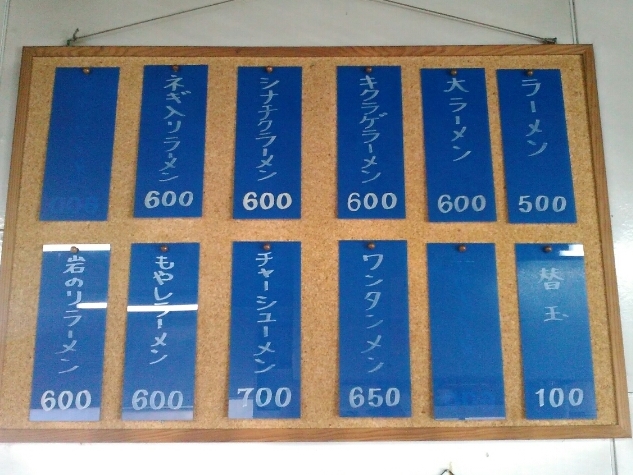 ラーメン
500
大ラーメン
600
キクラゲラーメン
600
シナチクラーメン
600
ネギ入りラーメン
600
替玉
100
ワンタンメン
650
チャーシューメン
700
もやしラーメン
600
岩のりラーメン
600